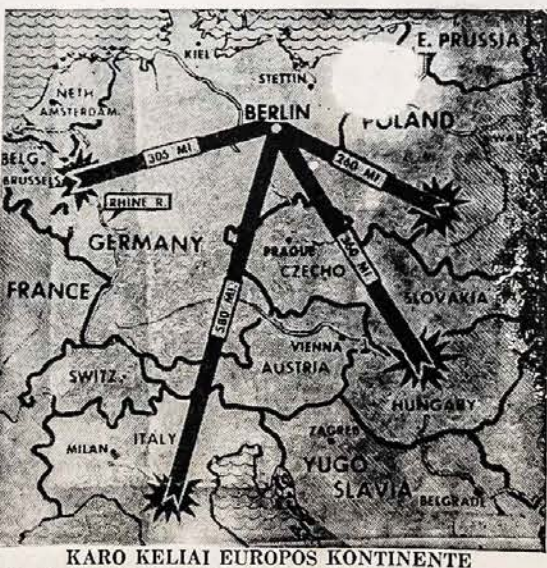 KIEL
E. PRUSSIA
STETTIN
NETH
AMSTERDAM
BERLIN
POLAND
WAR
BELG.
BRUSSELS
305 MI.
260 MI.
RHINE R.
GERMANY
PRAGUE
CZECHO
360 MI.
FRANCE
580 MI.
SLOVAKIA
VIENNA
AUSTRIA
SWITZ.
HUNGARY
MILAN
ITALY
ZAGREB
YUGO
SLAVIA
BELGRADE
KARO KELIAI EUROPOS KONTINENTE